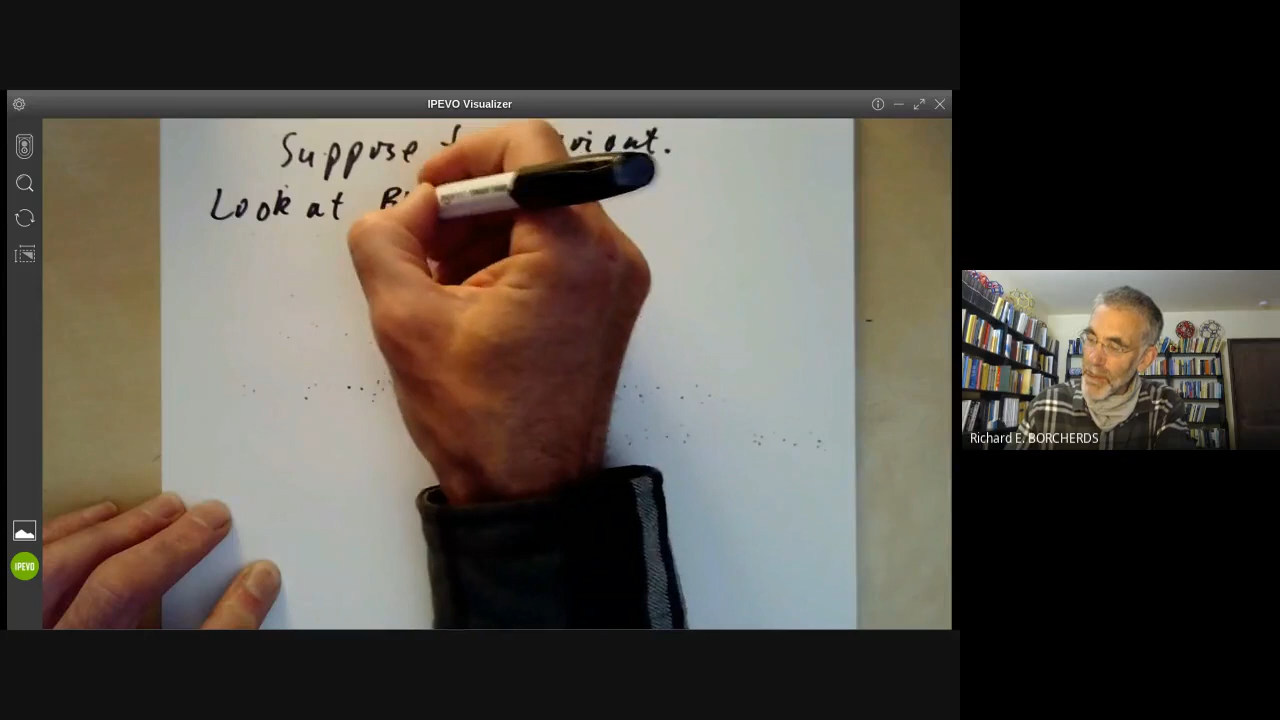 IPEVO Visualizer
Suppose
Look at
IPEVO
Richard E. BORCHERDS